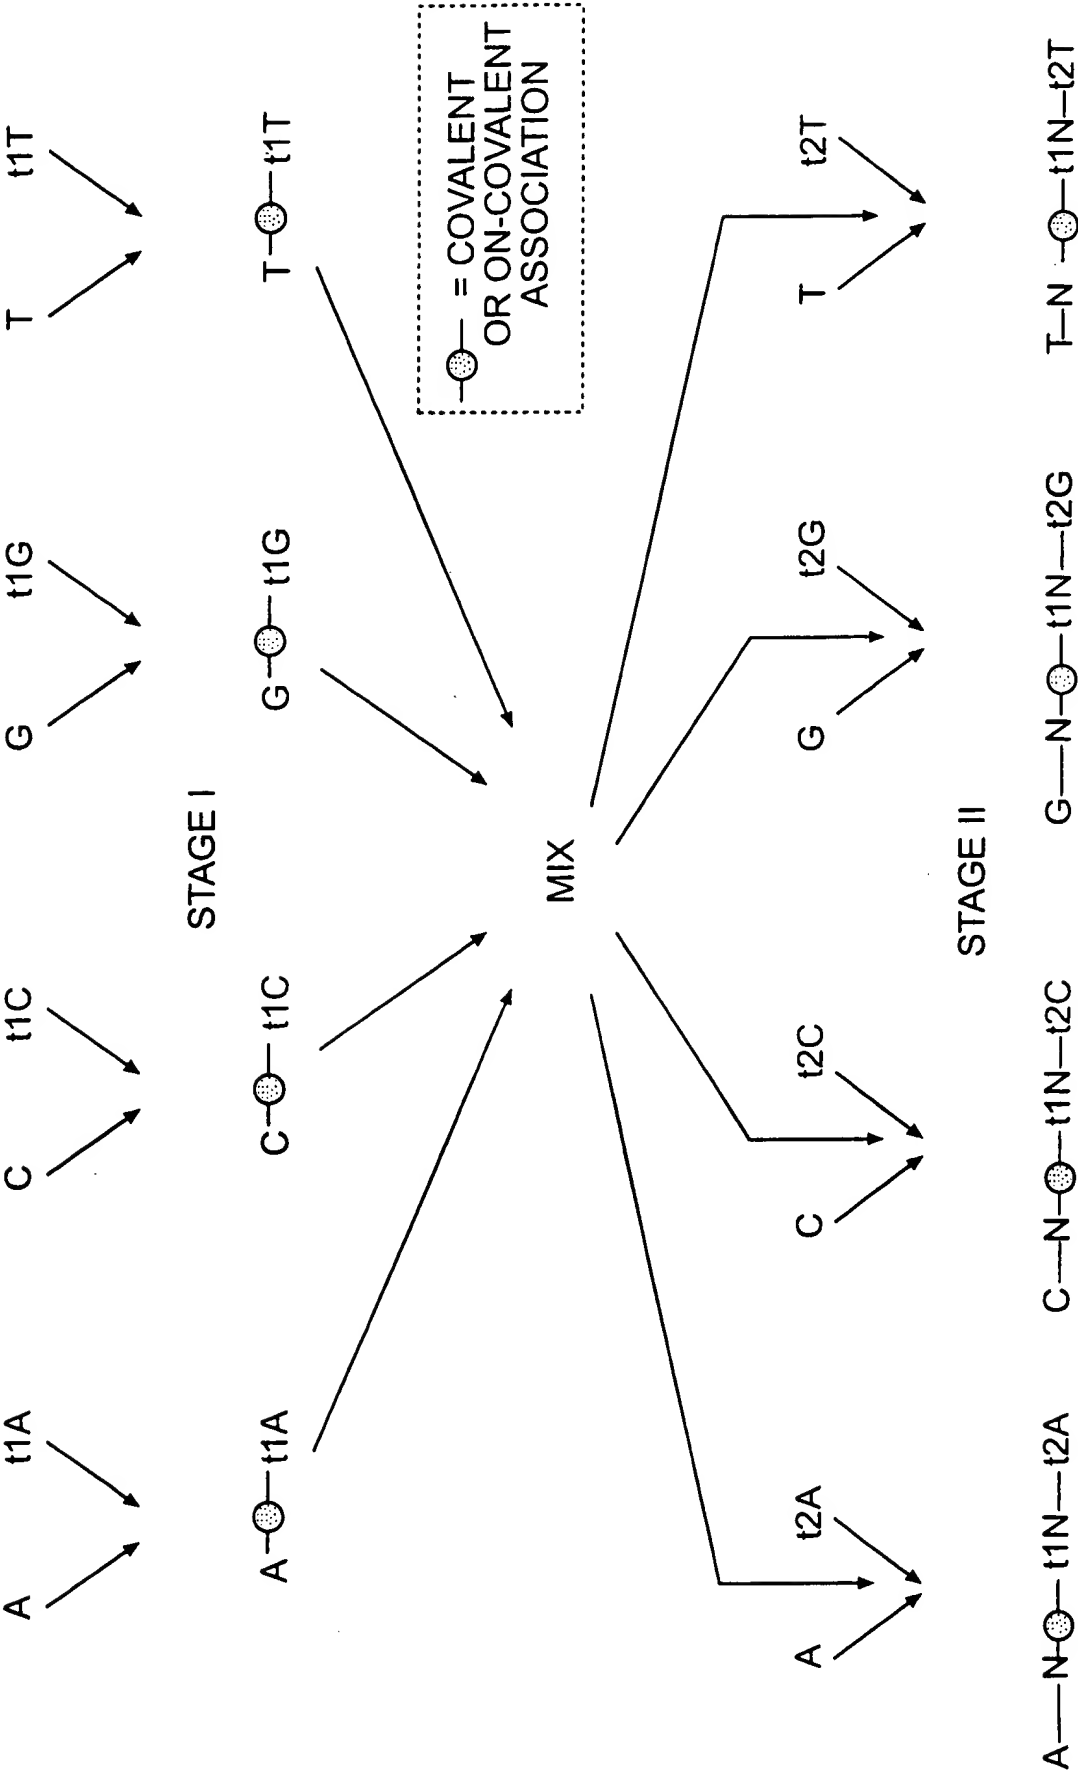 A t1A C t1C G t1G T t1T
STAGE I
A t1A C t1C G t1G T t1T
= COVALENT
OR ON-COVALENT
ASSOCIATION
MIX
A t2A C t2C G t2G T t2T
STAGE II
A—N t1N—t2A C—N t1N—t2C G—N t1N—t2G T—N t1N—t2T